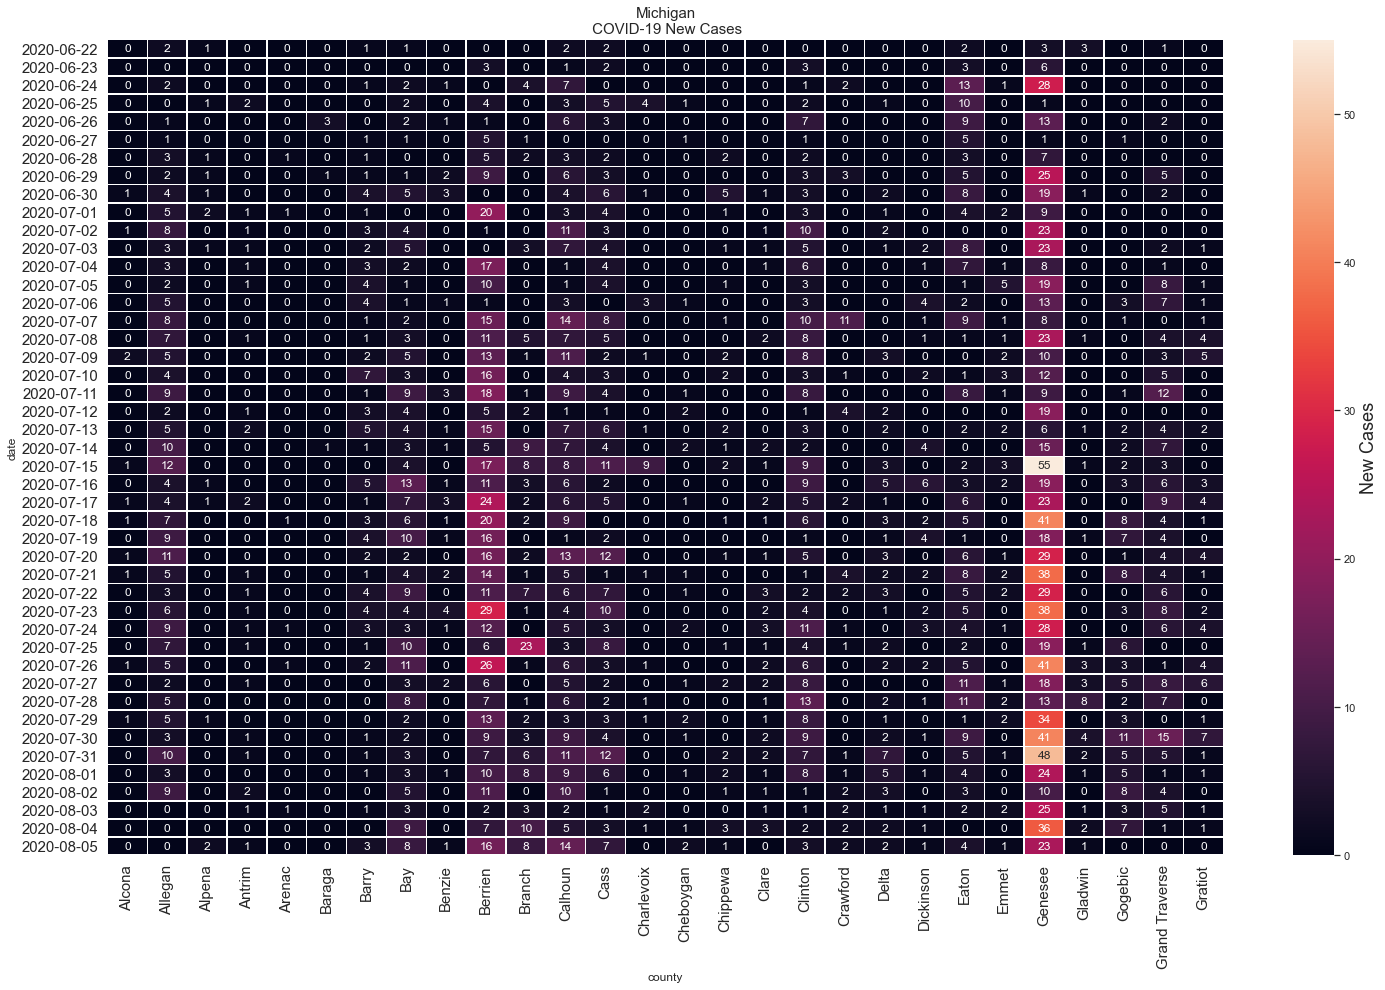 Michigan
COVID-19 New Cases
2020-06-22 0 2 1 0 0 0 1 1 0 0 0 2 2 0 0 0 0 0 0 0 0 2 0 3 3 0 1 0
2020-06-23 0 0 0 0 0 0 0 0 0 3 0 1 2 0 0 0 0 3 0 0 0 3 0 6 0 0 0 0
2020-06-24 0 2 0 0 0 0 1 2 1 0 4 7 0 0 0 0 0 1 2 0 0 13 1 28 0 0 0 0
2020-06-25 0 0 1 2 0 0 0 2 0 4 0 3 5 4 1 0 0 2 0 1 0 10 0 1 0 0 0 0
2020-06-26 0 1 0 0 0 3 0 2 1 1 0 6 3 0 0 0 0 7 0 0 0 9 0 13 0 0 2 0
2020-06-27 0 1 0 0 0 0 1 1 0 5 1 0 0 0 1 0 0 1 0 0 0 5 0 1 0 1 0 0
2020-06-28 0 3 1 0 1 0 1 0 0 5 2 3 2 0 0 2 0 2 0 0 0 3 0 7 0 0 0 0
2020-06-29 0 2 1 0 0 1 1 1 2 9 0 6 3 0 0 0 0 3 3 0 0 5 0 25 0 0 5 0
2020-06-30 1 4 1 0 0 0 4 5 3 0 0 4 6 1 0 5 1 3 0 2 0 8 0 19 1 0 2 0
2020-07-01 0 5 2 1 1 0 1 0 0 20 0 3 4 0 0 1 0 3 0 1 0 4 2 9 0 0 0 0
2020-07-02 1 8 0 1 0 0 3 4 0 1 0 11 3 0 0 0 0 10 0 2 0 0 0 23 0 0 0 0
2020-07-03 0 3 1 1 0 0 2 5 0 0 3 7 4 0 0 1 1 5 0 1 2 8 0 23 0 0 2 1
2020-07-04 0 3 0 1 0 0 3 2 0 17 0 1 4 0 0 0 1 6 0 0 1 7 1 8 0 0 1 0
2020-07-05 0 2 0 1 0 0 4 1 0 10 0 1 4 0 0 1 0 3 0 0 0 1 5 19 0 0 8 1
2020-07-06 0 5 0 0 0 0 4 1 1 1 0 3 0 3 1 0 0 3 0 0 4 2 0 13 0 3 7 1
2020-07-07 0 8 0 0 0 0 1 2 0 15 0 14 8 0 0 1 0 10 11 0 1 9 1 8 0 1 0 1
2020-07-08 0 7 0 1 0 0 1 3 0 11 5 7 5 0 0 0 2 8 0 0 1 1 1 23 1 0 4 4
2020-07-09 2 5 0 0 0 0 2 5 0 13 1 11 2 1 0 2 0 8 0 3 0 0 2 10 0 0 3 5
2020-07-10 0 4 0 0 0 0 7 3 0 16 0 4 3 0 0 2 0 3 1 0 2 1 3 12 0 0 5 0
2020-07-11 0 9 0 0 0 0 0 9 3 18 1 9 4 0 1 0 0 8 0 0 0 8 1 9 0 1 12 0
2020-07-12 0 2 0 1 0 0 3 4 0 5 2 1 1 0 2 0 0 1 4 2 0 0 0 19 0 0 0 0
2020-07-13 0 5 0 2 0 0 5 4 1 15 0 7 6 1 0 2 0 3 0 2 0 2 2 6 1 2 4 2
2020-07-14 0 10 0 0 0 1 1 3 1 5 9 7 4 0 2 1 2 2 0 0 4 0 0 15 0 2 7 0
2020-07-15 1 12 0 0 0 0 0 4 0 17 8 8 11 9 0 2 1 9 0 3 0 2 3 55 1 2 3 0
2020-07-16 0 4 1 0 0 0 5 13 1 11 3 6 2 0 0 0 0 9 0 5 6 3 2 19 0 3 6 3
2020-07-17 1 4 1 2 0 0 1 7 3 24 2 6 5 0 1 0 2 5 2 1 0 6 0 23 0 0 9 4
2020-07-18 1 7 0 0 1 0 3 6 1 20 2 9 0 0 0 1 1 6 0 3 2 5 0 41 0 8 4 1
2020-07-19 0 9 0 0 0 0 4 10 1 16 0 1 2 0 0 0 0 1 0 1 4 1 0 18 1 7 4 0
2020-07-20 1 11 0 0 0 0 2 2 0 16 2 13 12 0 0 1 1 5 0 3 0 6 1 29 0 1 4 4
2020-07-21 1 5 0 1 0 0 1 4 2 14 1 5 1 1 1 0 0 1 4 2 2 8 2 38 0 8 4 1
2020-07-22 0 3 0 1 0 0 4 9 0 11 7 6 7 0 1 0 3 2 2 3 0 5 2 29 0 0 6 0
2020-07-23 0 6 0 1 0 0 4 4 4 29 1 4 10 0 0 0 2 4 0 1 2 5 0 38 0 3 8 2
2020-07-24 0 9 0 1 1 0 3 3 1 12 0 5 3 0 2 0 3 11 1 0 3 4 1 28 0 0 6 4
2020-07-25 0 7 0 1 0 0 1 10 0 6 23 3 8 0 0 1 1 4 1 2 0 2 0 19 1 6 0 0
2020-07-26 1 5 0 0 1 0 2 11 0 26 1 6 3 1 0 0 2 6 0 2 2 5 0 41 3 3 1 4
2020-07-27 0 2 0 1 0 0 0 3 2 6 0 5 2 0 1 2 2 8 0 0 0 11 1 18 3 5 8 6
2020-07-28 0 5 0 0 0 0 0 8 0 7 1 6 2 1 0 0 1 13 0 2 1 11 2 13 8 2 7 0
2020-07-29 1 5 1 0 0 0 0 2 0 13 2 3 3 1 2 0 1 8 0 1 0 1 2 34 0 3 0 1
2020-07-30 0 3 0 1 0 0 1 2 0 9 3 9 4 0 1 0 2 9 0 2 1 9 0 41 4 11 15 7
2020-07-31 0 10 0 1 0 0 1 3 0 7 6 11 12 0 0 2 2 7 1 7 0 5 1 48 2 5 5 1
2020-08-01 0 3 0 0 0 0 1 3 1 10 8 9 6 0 1 2 1 8 1 5 1 4 0 24 1 5 1 1
2020-08-02 0 9 0 2 0 0 0 5 0 11 0 10 1 0 0 1 1 1 2 3 0 3 0 10 0 8 4 0
2020-08-03 0 0 0 1 1 0 1 3 0 2 3 2 1 2 0 0 1 1 2 1 1 2 2 25 1 3 5 1
2020-08-04 0 0 0 0 0 0 0 9 0 7 10 5 3 1 1 3 3 2 2 2 1 0 0 36 2 7 1 1
2020-08-05 0 0 2 1 0 0 3 8 1 16 8 14 7 0 2 1 0 3 2 2 1 4 1 23 1 0 0 0
Alcona Allegan Alpena Antrim Arenac Baraga Barry Bay Benzie Berrien Branch Calhoun Cass Charlevoix Cheboygan Chippewa Clare Clinton Crawford Delta Dickinson Eaton Emmet Genesee Gladwin Gogebic Grand Traverse Gratiot
county
date
50
40
30
20
10
0
New Cases